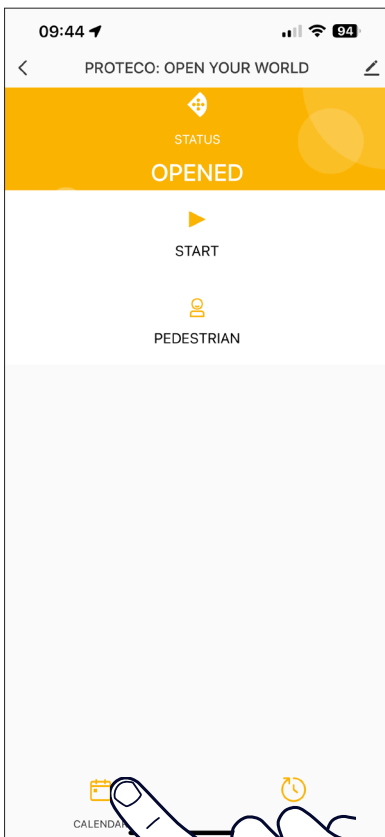 09:44
94
PROTECO: OPEN YOUR WORLD
STATUS
OPENED
START
PEDESTRIAN